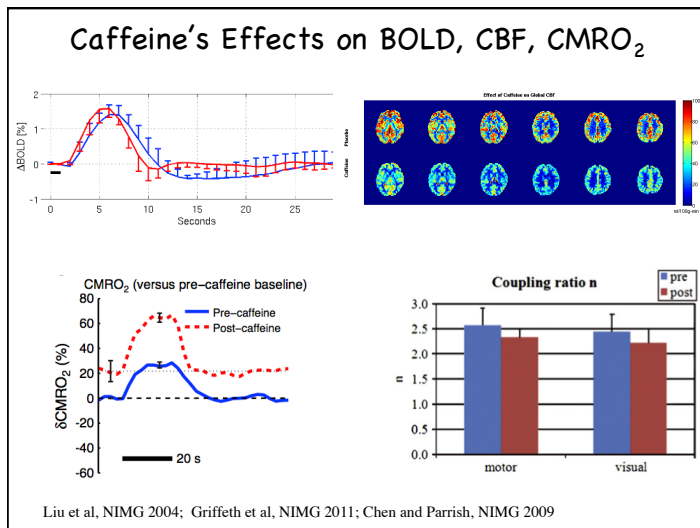 Caffeine's Effects on BOLD, CBF, CMRO₂
ΔBOLD [%]
2
1
0
-1
0 5 10 15 20 25
Seconds
Effect of Caffeine on Global CBF
Placebo
Caffeine
100
80
60
40
20
0
ml/100g-min
CMRO₂ (versus pre-caffeine baseline)
δCMRO₂ (%)
80
60
40
20
0
-20
-40
-60
Pre-caffeine
Post-caffeine
20 s
Coupling ratio n
pre
post
n
3.0
2.5
2.0
1.5
1.0
0.5
0.0
motor visual
Liu et al, NIMG 2004; Griffeth et al, NIMG 2011; Chen and Parrish, NIMG 2009